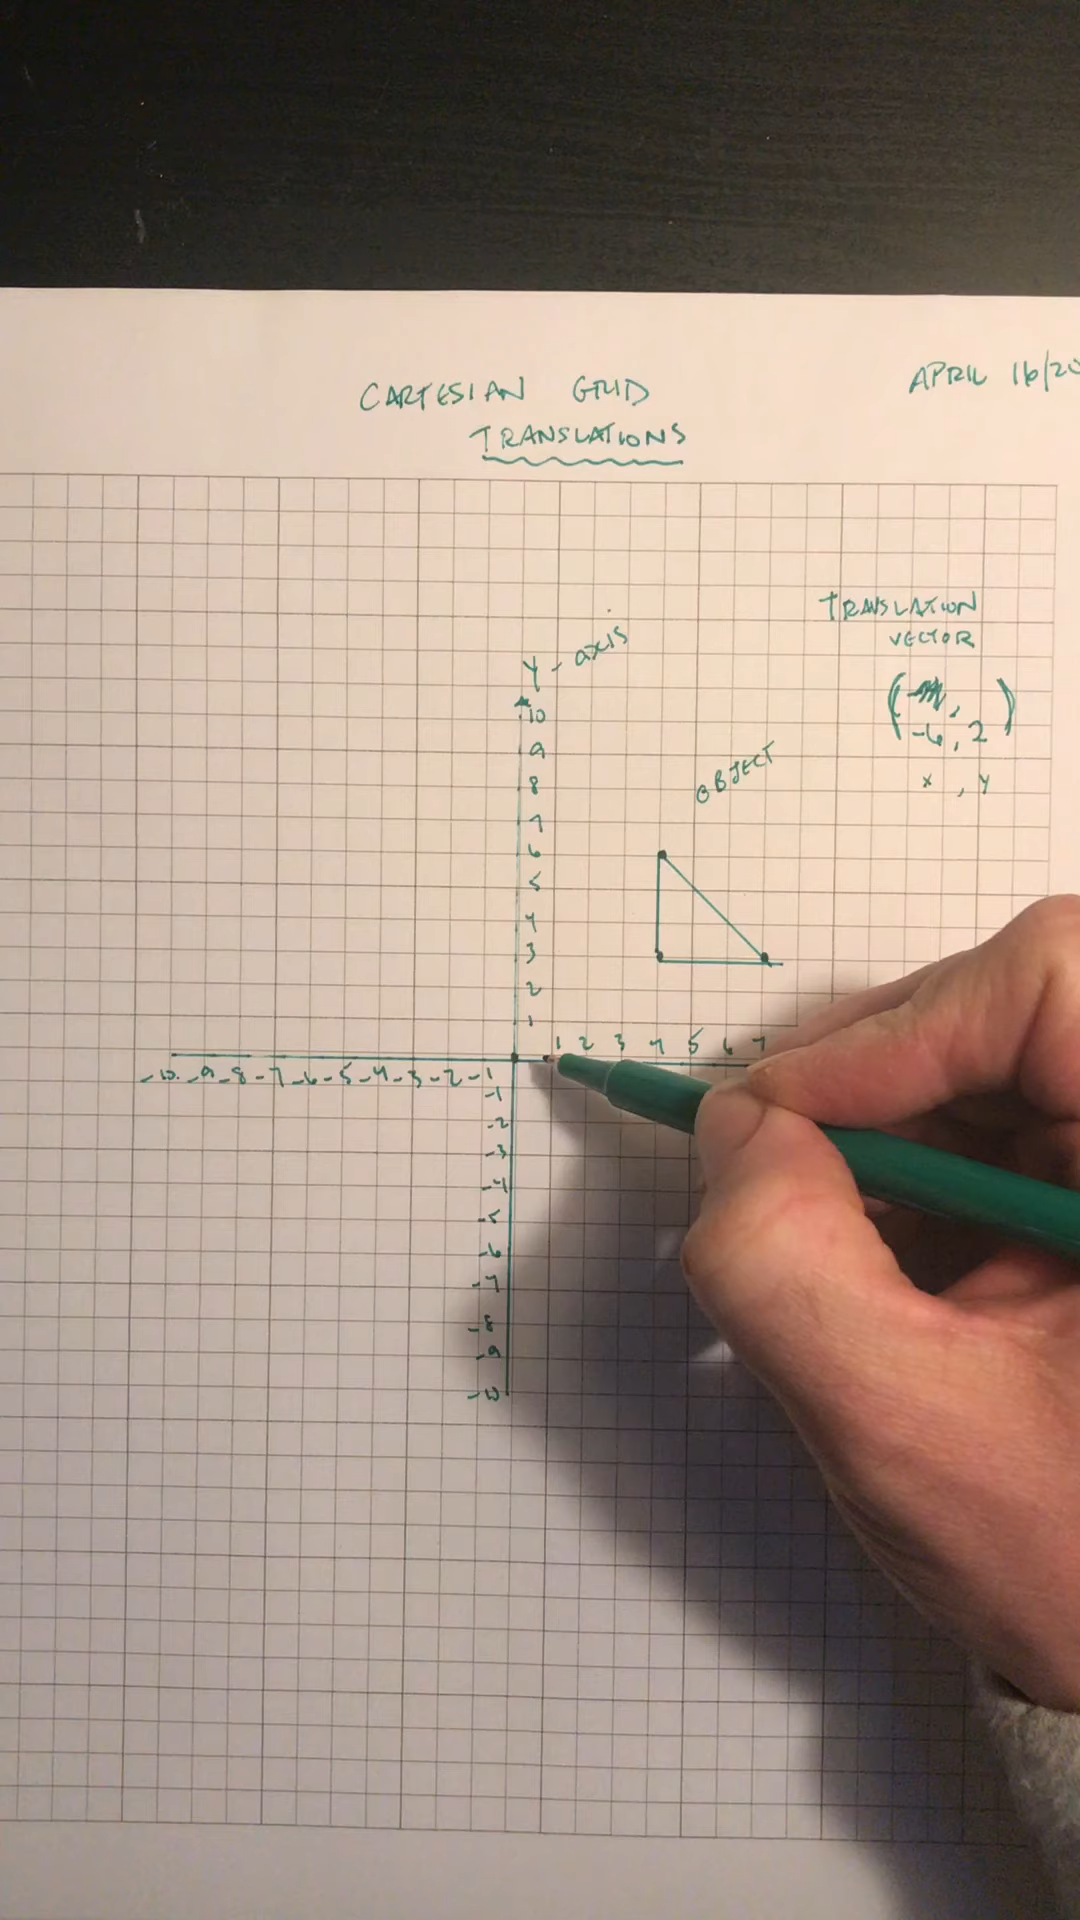 CARTESIAN GRID
APRIL 16/20
TRANSLATIONS
TRANSLATION
VECTOR
Y-axis
( , )
-6, 2
x , y
OBJECT
10
9
8
7
6
5
4
3
2
1
1 2 3 4 5 6 7
-10 -9 -8 -7 -6 -5 -4 -3 -2 -1
-1
-2
-3
-4
-5
-6
-7
-8
-9
-10